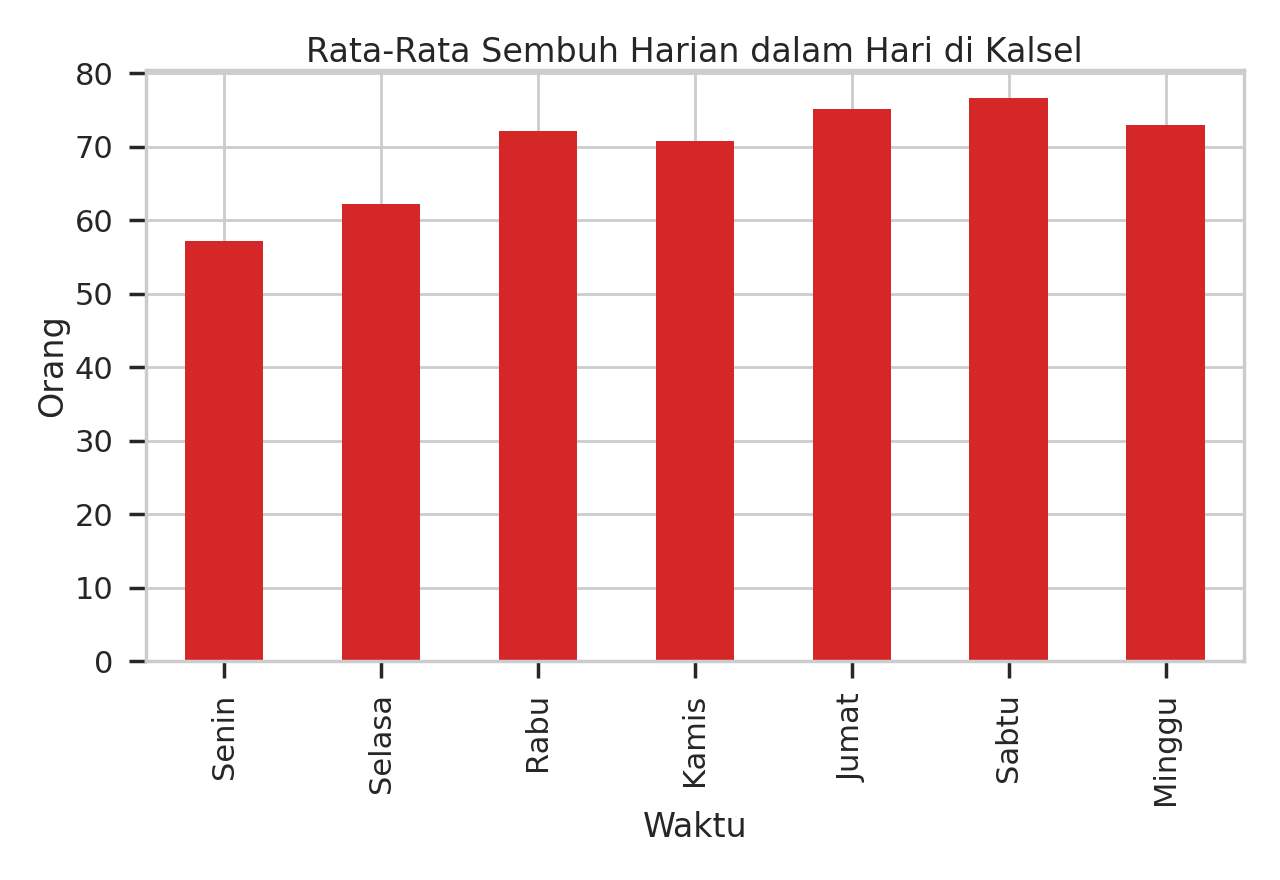 Rata-Rata Sembuh Harian dalam Hari di Kalsel
Orang
80
70
60
50
40
30
20
10
0
Senin
Selasa
Rabu
Kamis
Jumat
Sabtu
Minggu
Waktu